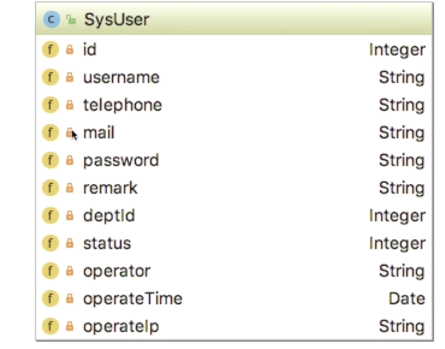 C SysUser
f id Integer
f username String
f telephone String
f mail String
f password String
f remark String
f deptId Integer
f status Integer
f operator String
f operateTime Date
f operateIp String